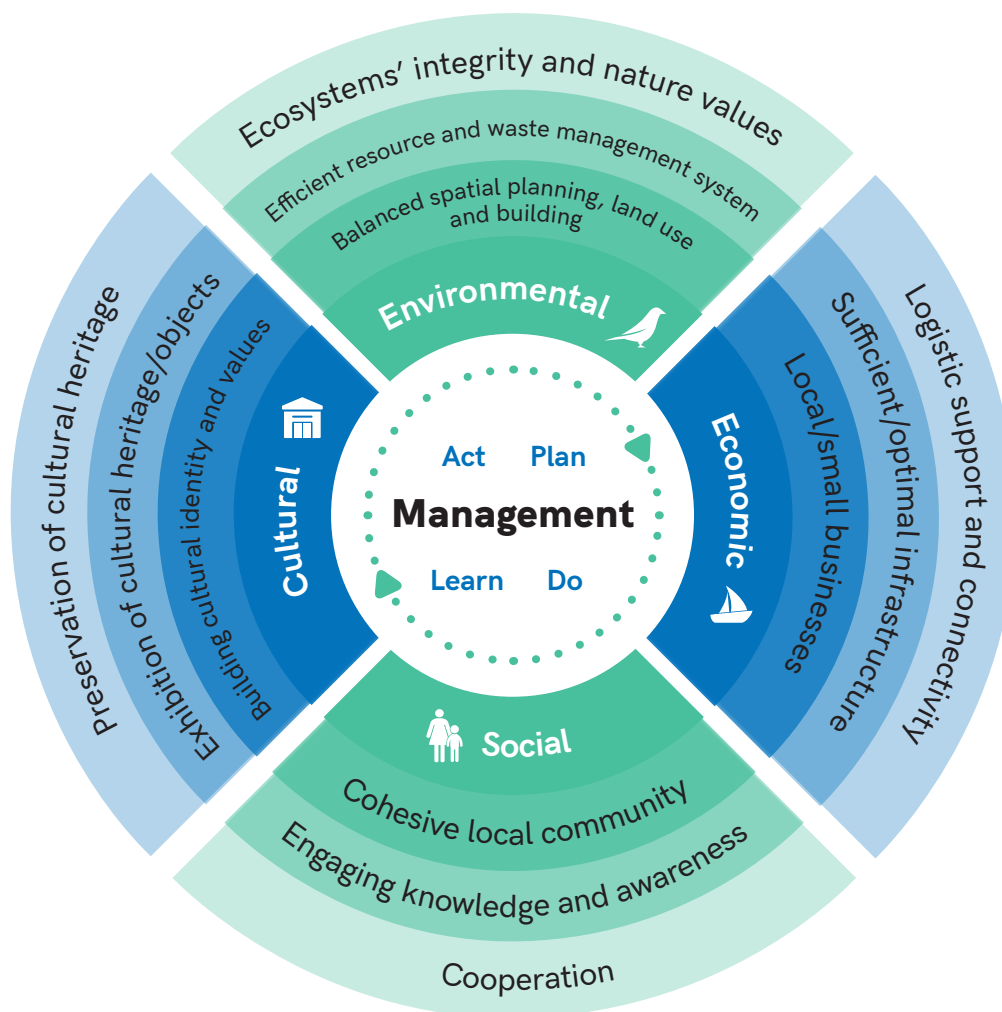 Ecosystems’ integrity and nature values
Efficient resource and waste management system
Balanced spatial planning, land use
and building
Environmental
Preservation of cultural heritage
Exhibition of cultural heritage/objects
Building cultural identity and values
Cultural
Act Plan
Management
Learn Do
Economic
Local/small businesses
Sufficient/optimal infrastructure
Logistic support and connectivity
Social
Cohesive local community
Engaging knowledge and awareness
Cooperation